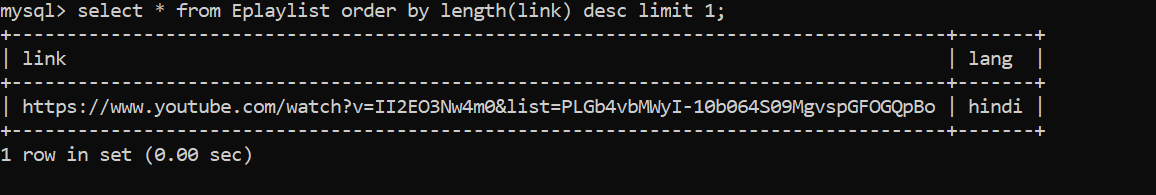 mysql> select * from Eplaylist order by length(link) desc limit 1;
+-----------------------------------------------------------------------------------+-------+
| link                                                                              | lang  |
+-----------------------------------------------------------------------------------+-------+
| https://www.youtube.com/watch?v=II2EO3Nw4m0&list=PLGb4vbMWyI-10b064S09MgvspGFOGQpBo | hindi |
+-----------------------------------------------------------------------------------+-------+
1 row in set (0.00 sec)